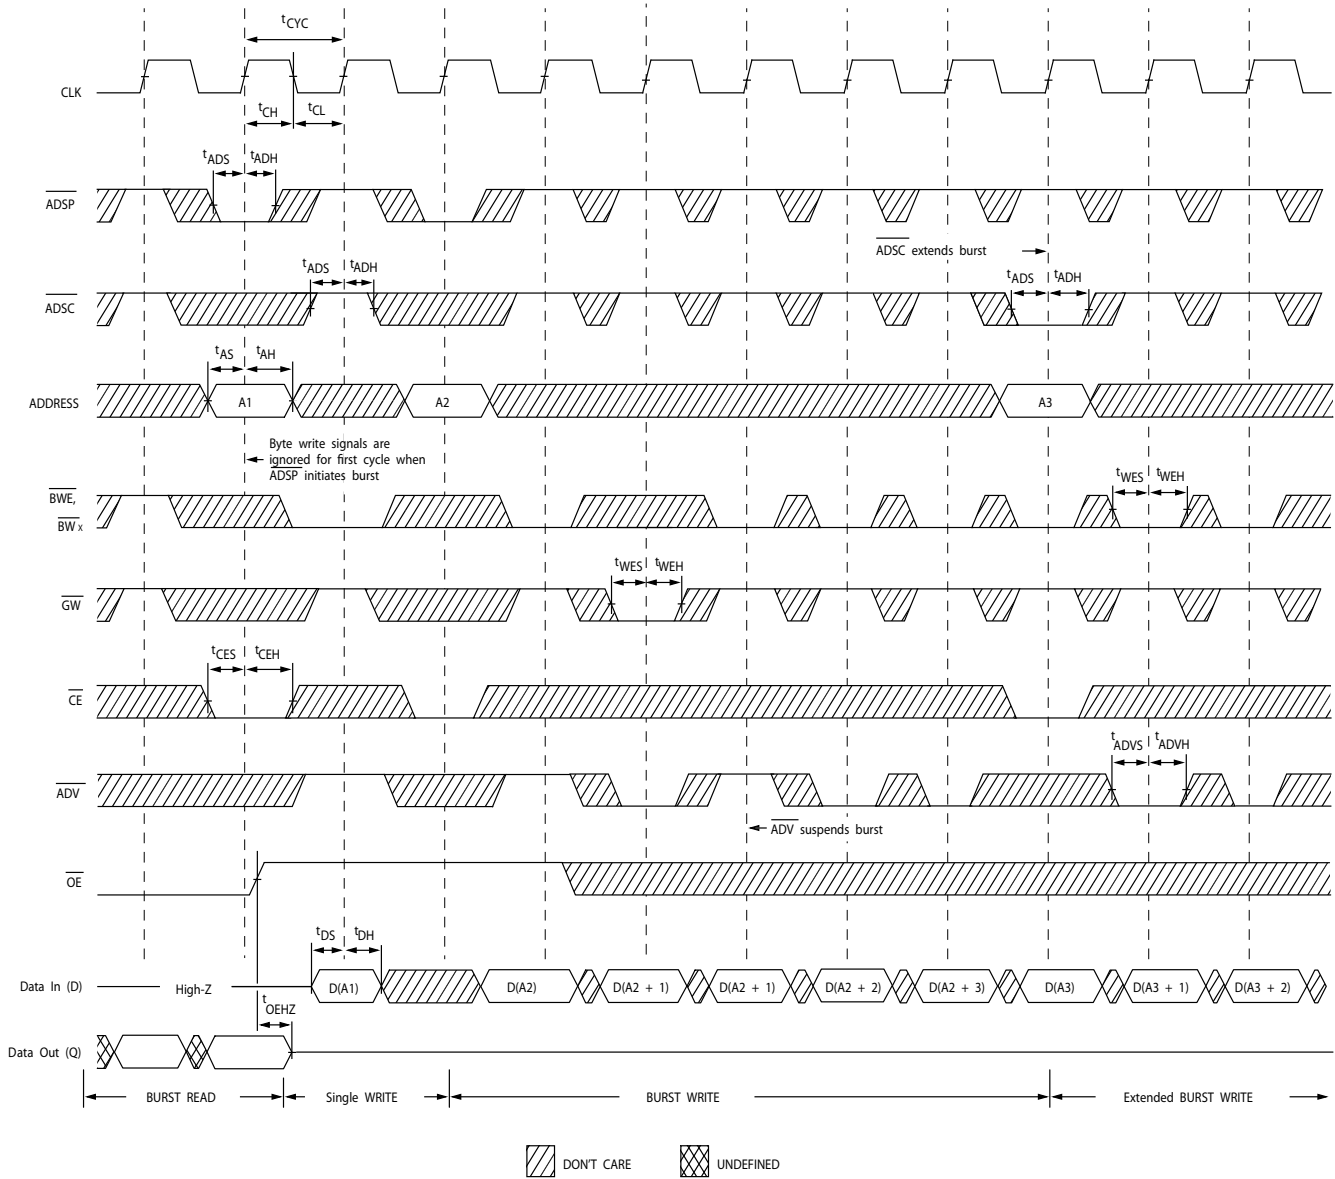 tCYC
CLK
tCH
tCL
tADS
tADH
ADSP
ADSC extends burst
tADS
tADH
tADS
tADH
ADSC
tAS
tAH
ADDRESS
A1
A2
A3
Byte write signals are
ignored for first cycle when
ADSP initiates burst
BWE,
BW X
tWES
tWEH
tWES
tWEH
GW
tCES
tCEH
CE
tADVS
tADVH
ADV
ADV suspends burst
OE
tDS
tDH
Data In (D)
High-Z
D(A1)
D(A2)
D(A2 + 1)
D(A2 + 1)
D(A2 + 2)
D(A2 + 3)
D(A3)
D(A3 + 1)
D(A3 + 2)
tOEHZ
Data Out (Q)
BURST READ
Single WRITE
BURST WRITE
Extended BURST WRITE
DON'T CARE
UNDEFINED